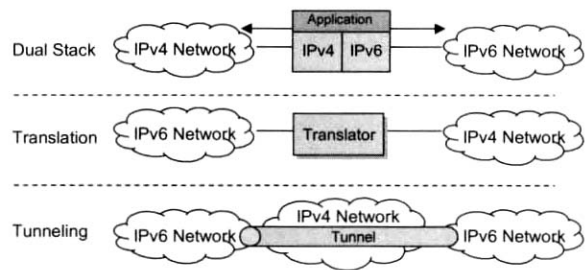 Application
Dual Stack IPv4 Network IPv4 IPv6 IPv6 Network
Translation IPv6 Network Translator IPv4 Network
IPv4 Network
Tunneling IPv6 Network Tunnel IPv6 Network